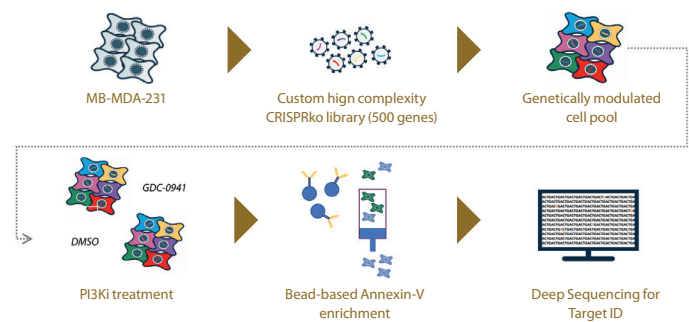 MB-MDA-231
Custom hign complexity
CRISPRko library (500 genes)
Genetically modulated
cell pool
GDC-0941
DMSO
PI3Ki treatment
Bead-based Annexin-V
enrichment
Deep Sequencing for
Target ID